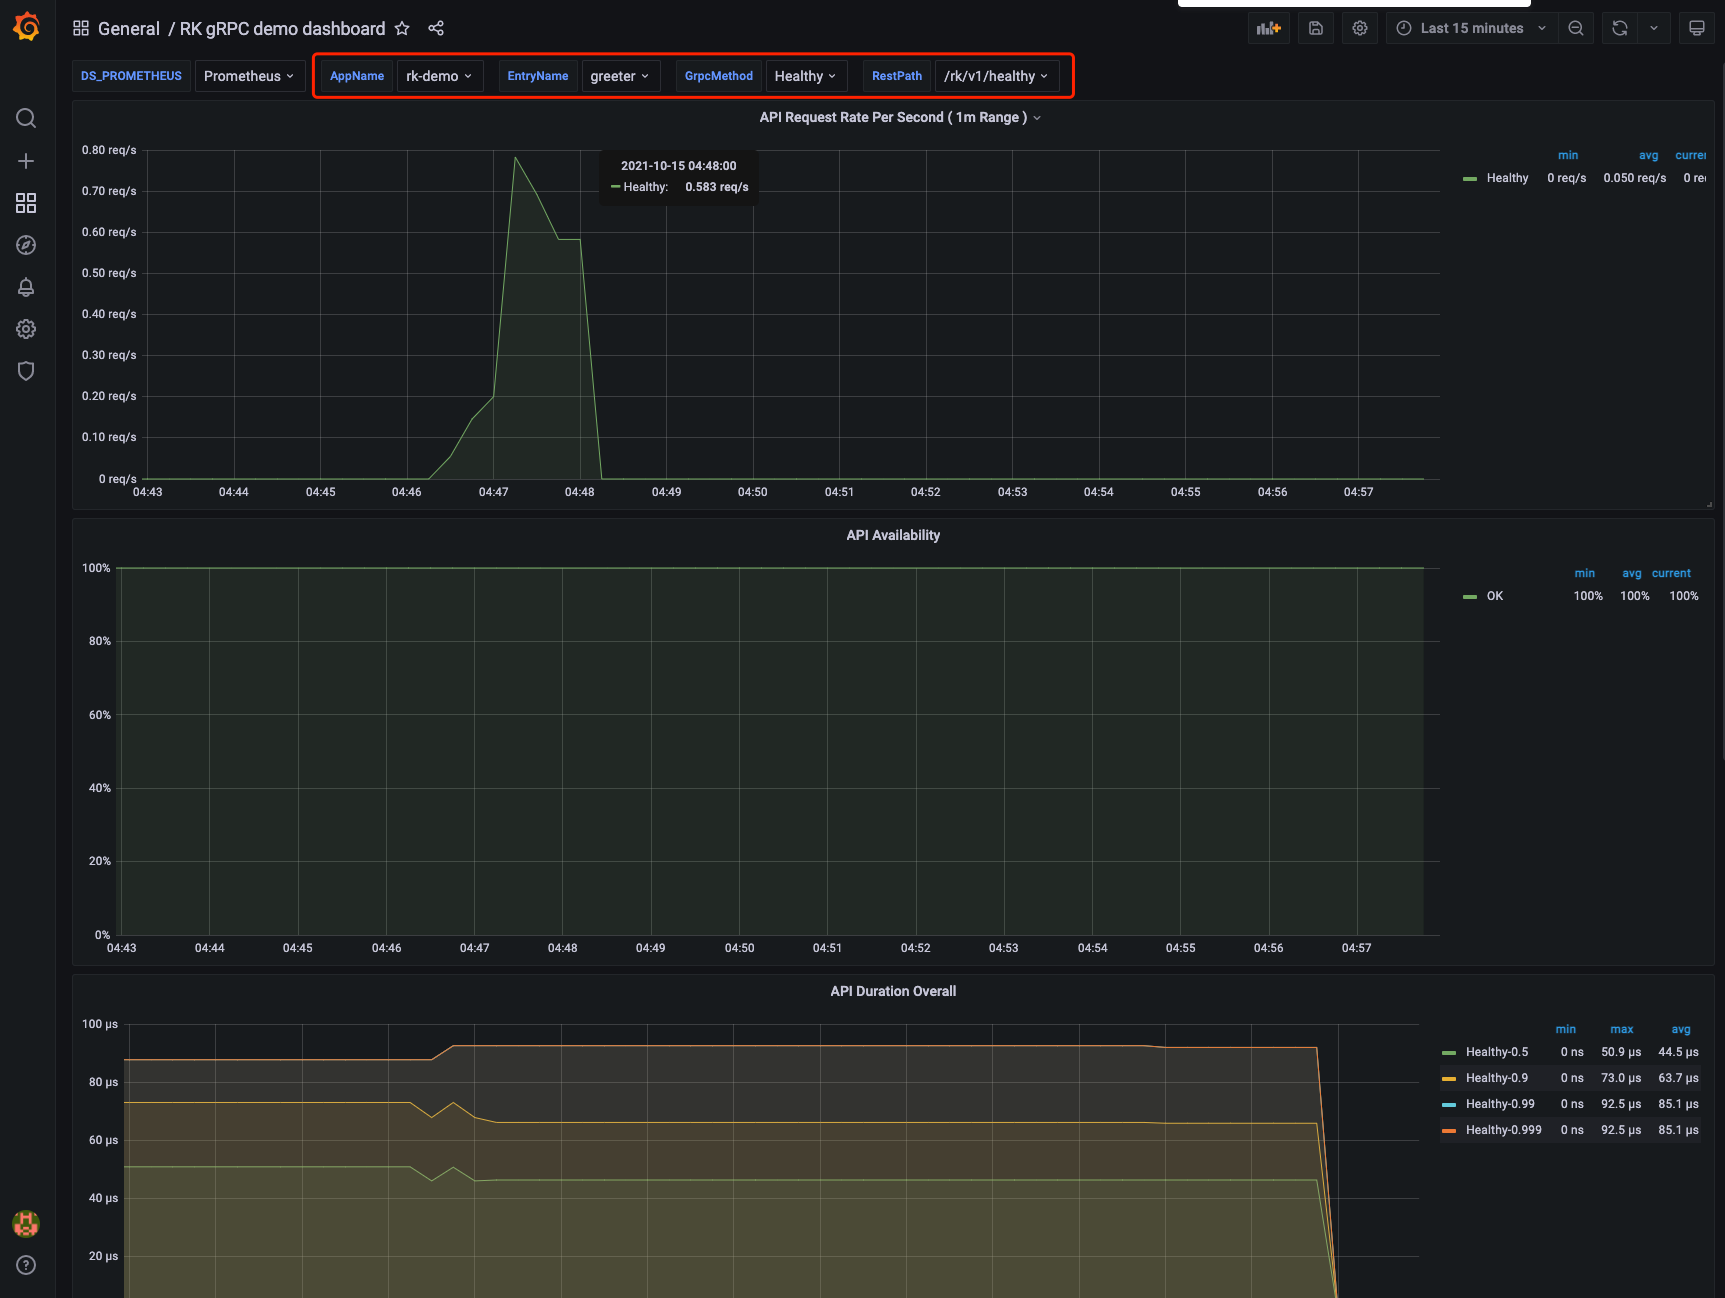 General / RK gRPC demo dashboard
Last 15 minutes
DS_PROMETHEUS Prometheus AppName rk-demo EntryName greeter GrpcMethod Healthy RestPath /rk/v1/healthy
API Request Rate Per Second ( 1m Range )
0.80 req/s
0.70 req/s
0.60 req/s
0.50 req/s
0.40 req/s
0.30 req/s
0.20 req/s
0.10 req/s
0 req/s
04:43 04:44 04:45 04:46 04:47 04:48 04:49 04:50 04:51 04:52 04:53 04:54 04:55 04:56 04:57
2021-10-15 04:48:00
Healthy: 0.583 req/s
min avg curre
Healthy 0 req/s 0.050 req/s 0 re
API Availability
100%
80%
60%
40%
20%
0%
04:43 04:44 04:45 04:46 04:47 04:48 04:49 04:50 04:51 04:52 04:53 04:54 04:55 04:56 04:57
min avg current
OK 100% 100% 100%
API Duration Overall
100 µs
80 µs
60 µs
40 µs
20 µs
min max avg
Healthy-0.5 0 ns 50.9 µs 44.5 µs
Healthy-0.9 0 ns 73.0 µs 63.7 µs
Healthy-0.99 0 ns 92.5 µs 85.1 µs
Healthy-0.999 0 ns 92.5 µs 85.1 µs